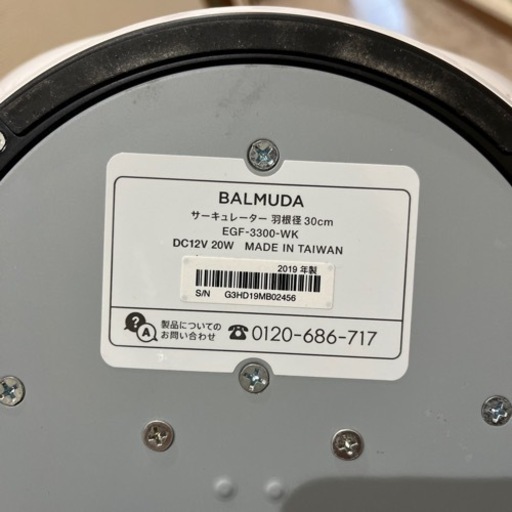 BALMUDA
サーキュレーター 羽根径 30cm
EGF-3300-WK
DC12V 20W MADE IN TAIWAN
2019 年製
S/N G3HD19MB02456
? A 製品についての
お問い合わせ
0120-686-717